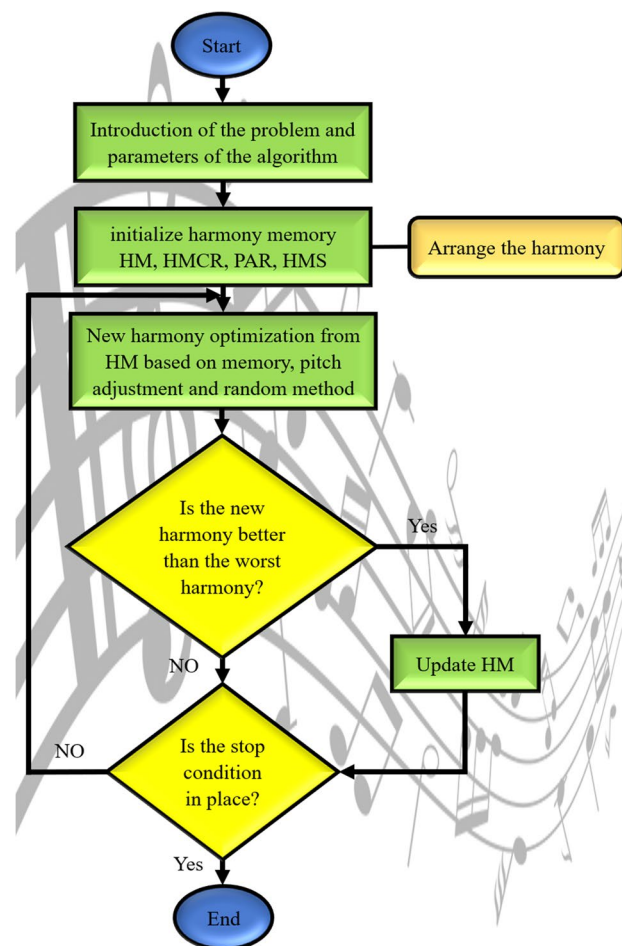 Start
Introduction of the problem and
parameters of the algorithm
initialize harmony memory
HM, HMCR, PAR, HMS
Arrange the harmony
New harmony optimization from
HM based on memory, pitch
adjustment and random method
Is the new
harmony better
than the worst
harmony?
Yes
Update HM
NO
Is the stop
condition
in place?
NO
Yes
End